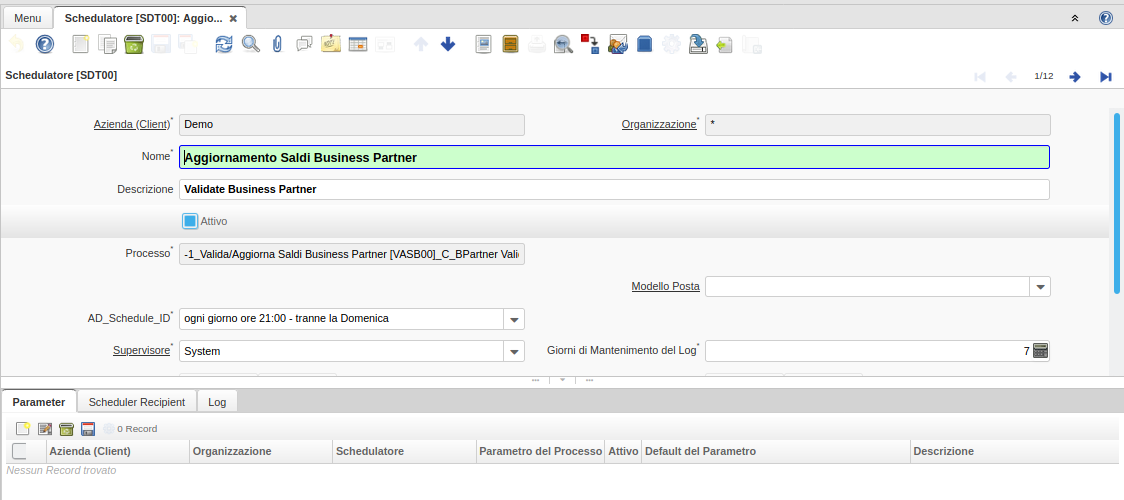 Menu Schedulatore [SDT00]: Aggio...
Schedulatore [SDT00] 1/12
Azienda (Client)* Demo Organizzazione* *
Nome* Aggiornamento Saldi Business Partner
Descrizione Validate Business Partner
Attivo
Processo* -1_Valida/Aggiorna Saldi Business Partner [VASB00]_C_BPartner Vali
Modello Posta
AD_Schedule_ID* ogni giorno ore 21:00 - tranne la Domenica
Supervisore* System Giorni di Mantenimento del Log* 7
Parameter Scheduler Recipient Log
0 Record
Azienda (Client) Organizzazione Schedulatore Parametro del Processo Attivo Default del Parametro Descrizione
Nessun Record trovato